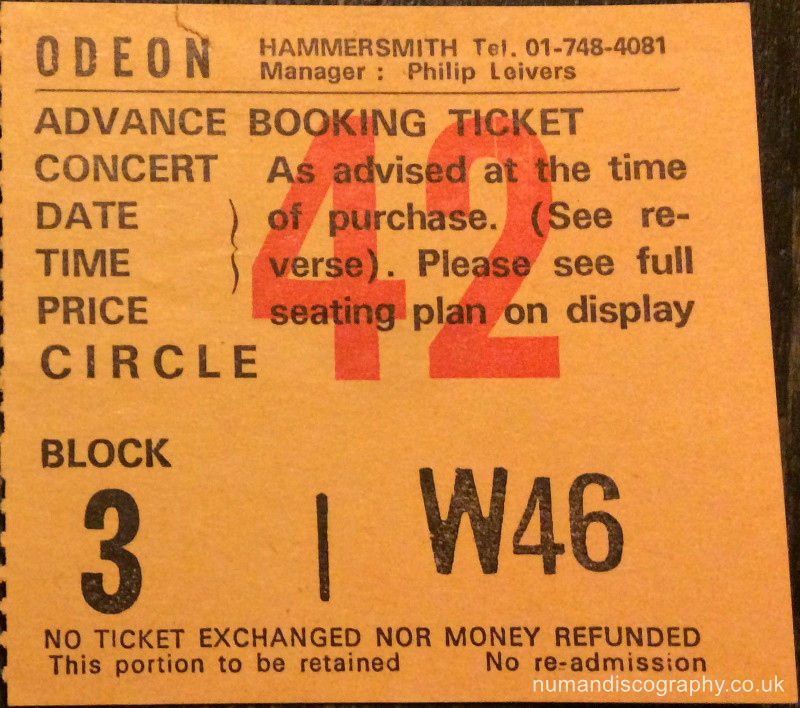 ODEON HAMMERSMITH Tel. 01-748-4081
Manager : Philip Leivers
ADVANCE BOOKING TICKET
CONCERT As advised at the time
DATE of purchase. (See re-
TIME verse). Please see full
PRICE seating plan on display
CIRCLE
42
BLOCK
3 | W46
NO TICKET EXCHANGED NOR MONEY REFUNDED
This portion to be retained No re-admission
numandiscography.co.uk